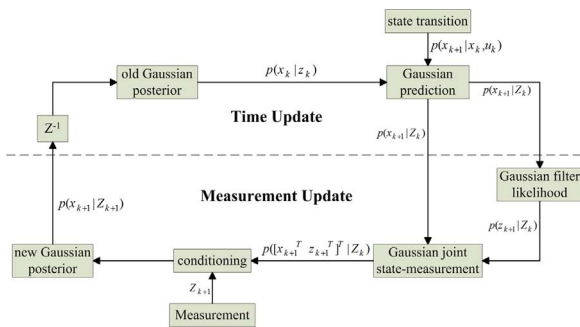 state transition
p(x_{k+1}|x_k,u_k)
old Gaussian
posterior
p(x_k|z_k)
Gaussian
prediction
p(x_{k+1}|Z_k)
Z^{-1}
Time Update
p(x_{k+1}|Z_k)
Measurement Update
Gaussian filter
likelihood
p(x_{k+1}|Z_{k+1})
p(z_{k+1}|Z_k)
new Gaussian
posterior
conditioning
p([x_{k+1}^T z_{k+1}^T]^T|Z_k)
Gaussian joint
state-measurement
Z_{k+1}
Measurement